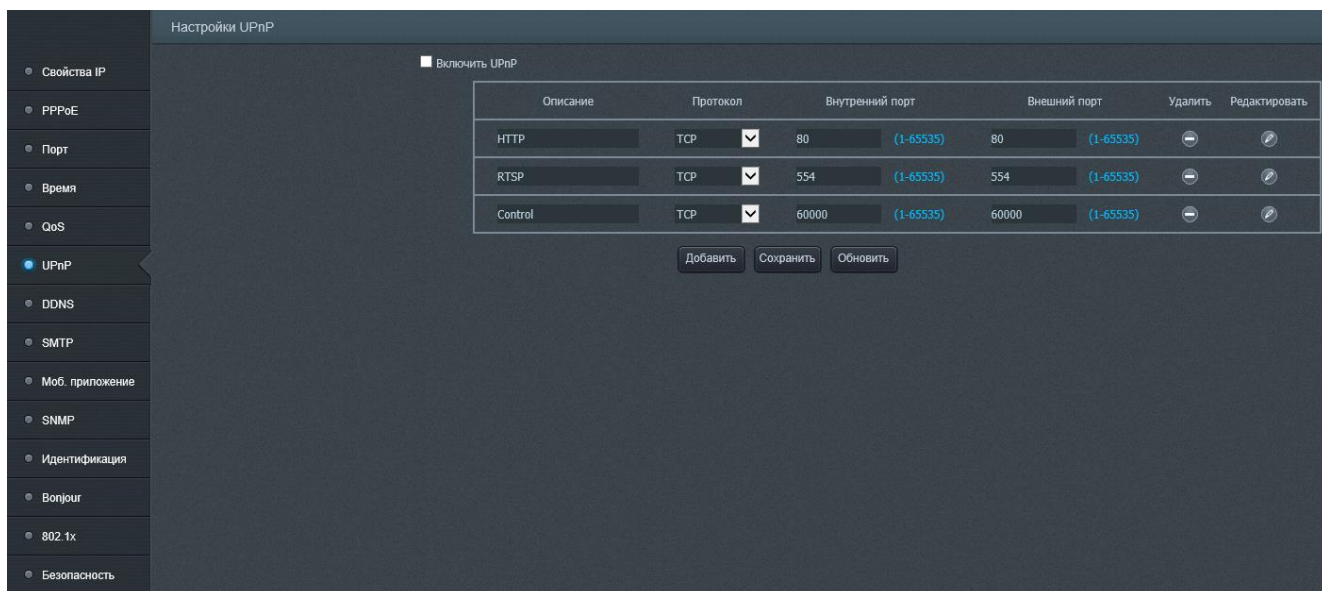 Настройки UPnP
Свойства IP
PPPoE
Порт
Время
QoS
UPnP
DDNS
SMTP
Моб. приложение
SNMP
Идентификация
Bonjour
802.1x
Безопасность
Включить UPnP
Описание Протокол Внутренний порт Внешний порт Удалить Редактировать
HTTP TCP 80 (1-65535) 80 (1-65535)
RTSP TCP 554 (1-65535) 554 (1-65535)
Control TCP 60000 (1-65535) 60000 (1-65535)
Добавить Сохранить Обновить